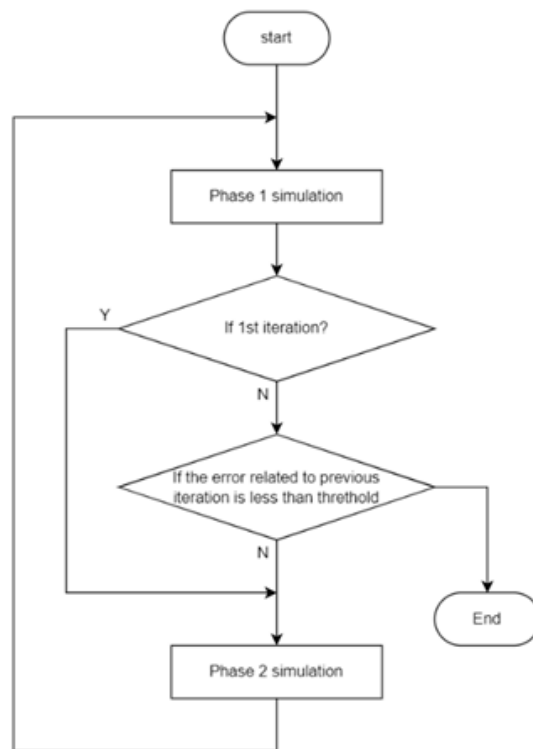 start
Phase 1 simulation
If 1st iteration?
Y
N
If the error related to previous
iteration is less than threthold
N
End
Phase 2 simulation